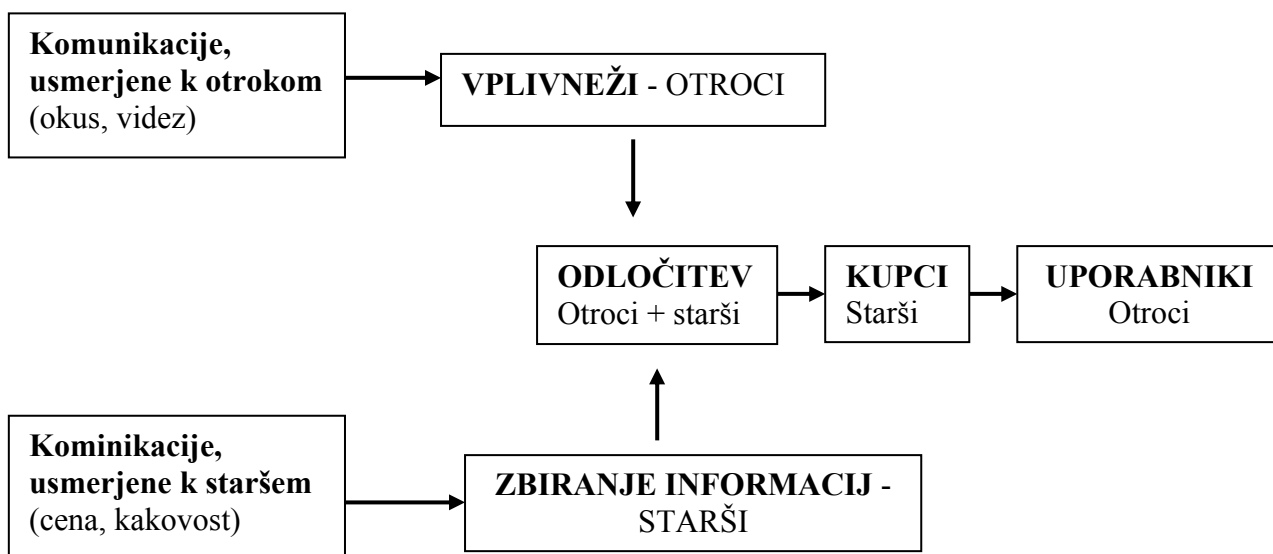 Komunikacije,
usmerjene k otrokom
(okus, videz)
VPLIVNEŽI - OTROCI
ODLOČITEV
Otroci + starši
KUPCI
Starši
UPORABNIKI
Otroci
Kominikacije,
usmerjene k staršem
(cena, kakovost)
ZBIRANJE INFORMACIJ -
STARŠI